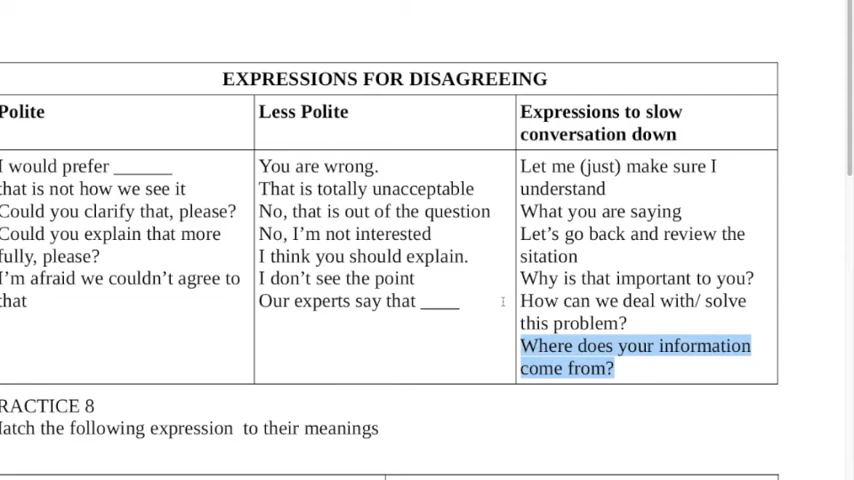 EXPRESSIONS FOR DISAGREEING
Polite
Less Polite
Expressions to slow
conversation down
I would prefer ______
that is not how we see it
Could you clarify that, please?
Could you explain that more
fully, please?
I'm afraid we couldn't agree to
that
You are wrong.
That is totally unacceptable
No, that is out of the question
No, I'm not interested
I think you should explain.
I don't see the point
Our experts say that ____
Let me (just) make sure I
understand
What you are saying
Let's go back and review the
sitation
Why is that important to you?
How can we deal with/ solve
this problem?
Where does your information
come from?
RACTICE 8
latch the following expression  to their meanings